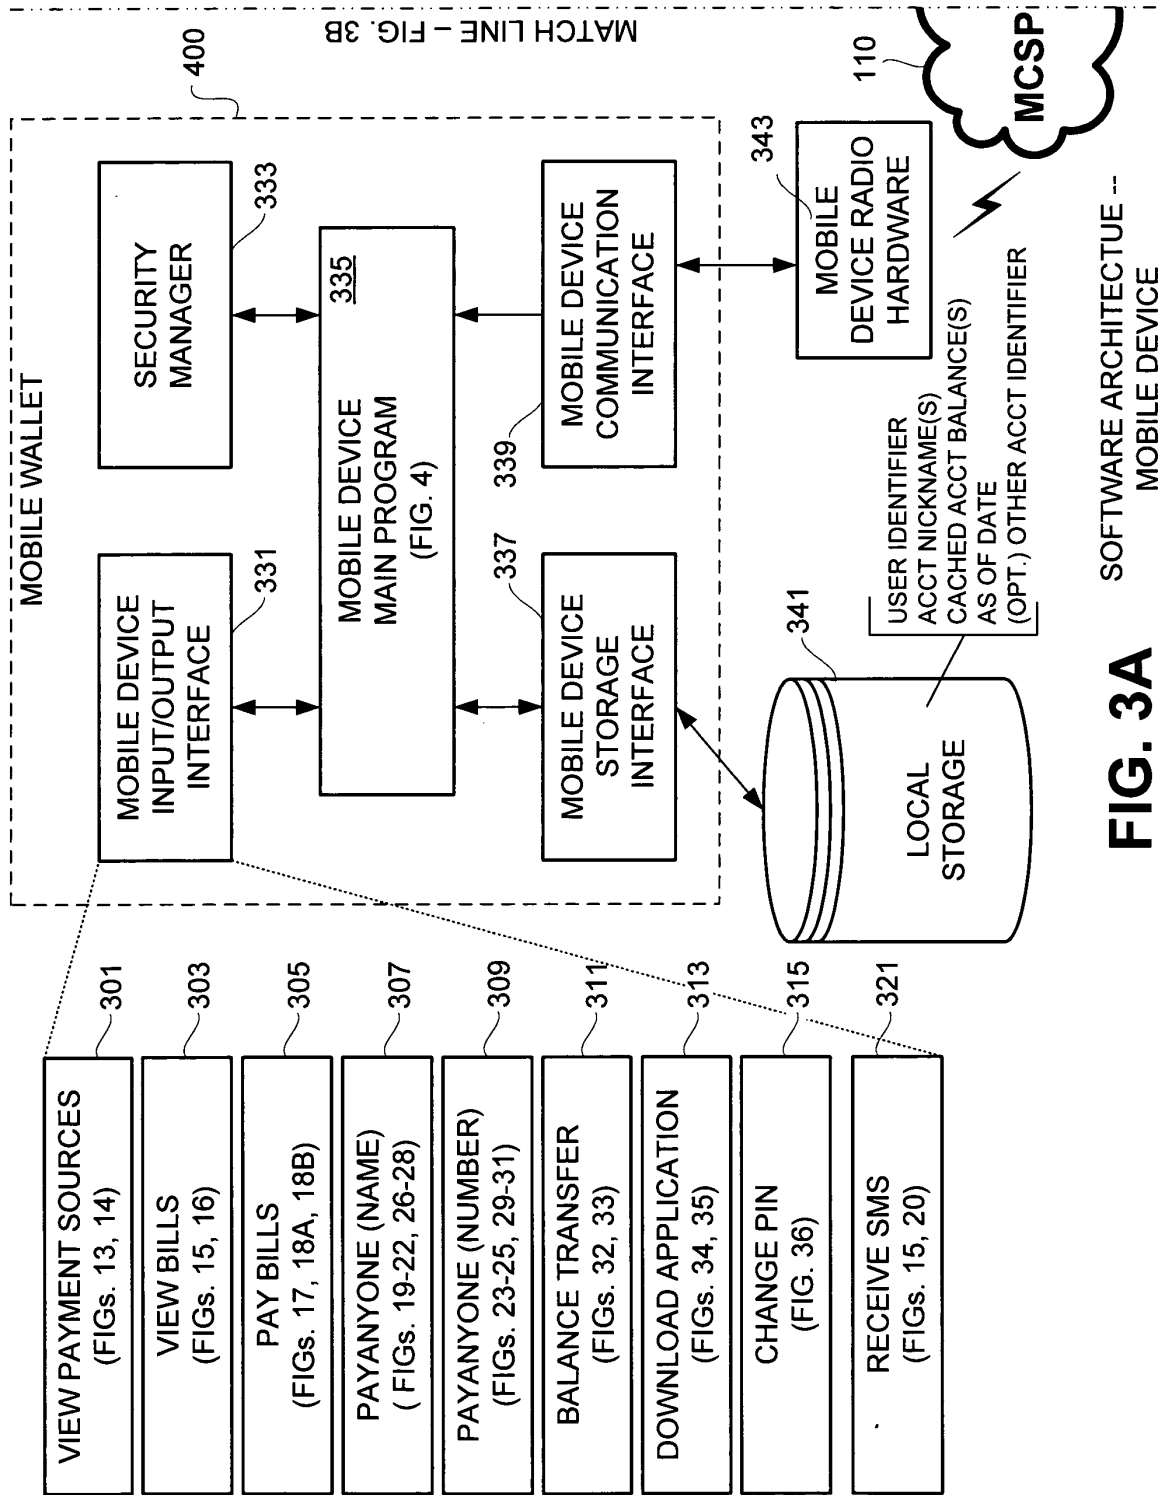 VIEW PAYMENT SOURCES
(FIGs. 13, 14)
301
VIEW BILLS
(FIGs. 15, 16)
303
PAY BILLS
(FIGs. 17, 18A, 18B)
305
PAYANYONE (NAME)
( FIGs. 19-22, 26-28)
307
PAYANYONE (NUMBER)
(FIGs. 23-25, 29-31)
309
BALANCE TRANSFER
(FIGs. 32, 33)
311
DOWNLOAD APPLICATION
(FIGs. 34, 35)
313
CHANGE PIN
(FIG. 36)
315
RECEIVE SMS
(FIGs. 15, 20)
321
MOBILE WALLET
400
MOBILE DEVICE
INPUT/OUTPUT
INTERFACE
331
SECURITY
MANAGER
333
MOBILE DEVICE
MAIN PROGRAM
(FIG. 4)
335
MOBILE DEVICE
STORAGE
INTERFACE
337
MOBILE DEVICE
COMMUNICATION
INTERFACE
339
LOCAL
STORAGE
341
USER IDENTIFIER
ACCT NICKNAME(S)
CACHED ACCT BALANCE(S)
AS OF DATE
(OPT.) OTHER ACCT IDENTIFIER
MOBILE
DEVICE RADIO
HARDWARE
343
MCSP
110
MATCH LINE – FIG. 3B
FIG. 3A
SOFTWARE ARCHITECTUE --
MOBILE DEVICE